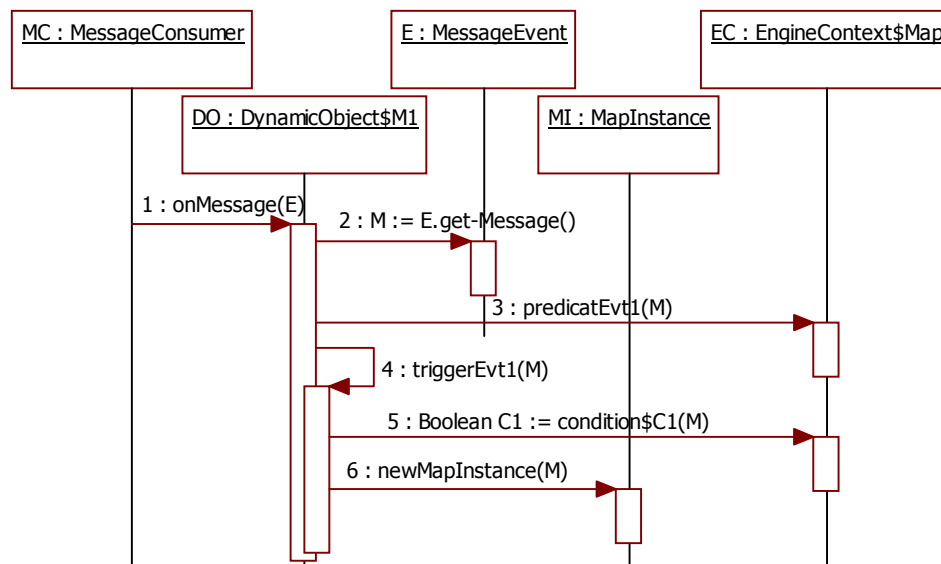 MC : MessageConsumer
E : MessageEvent
EC : EngineContext$Map
DO : DynamicObject$M1
MI : MapInstance
1 : onMessage(E)
2 : M := E.get-Message()
3 : predicatEvt1(M)
4 : triggerEvt1(M)
5 : Boolean C1 := condition$C1(M)
6 : newMapInstance(M)